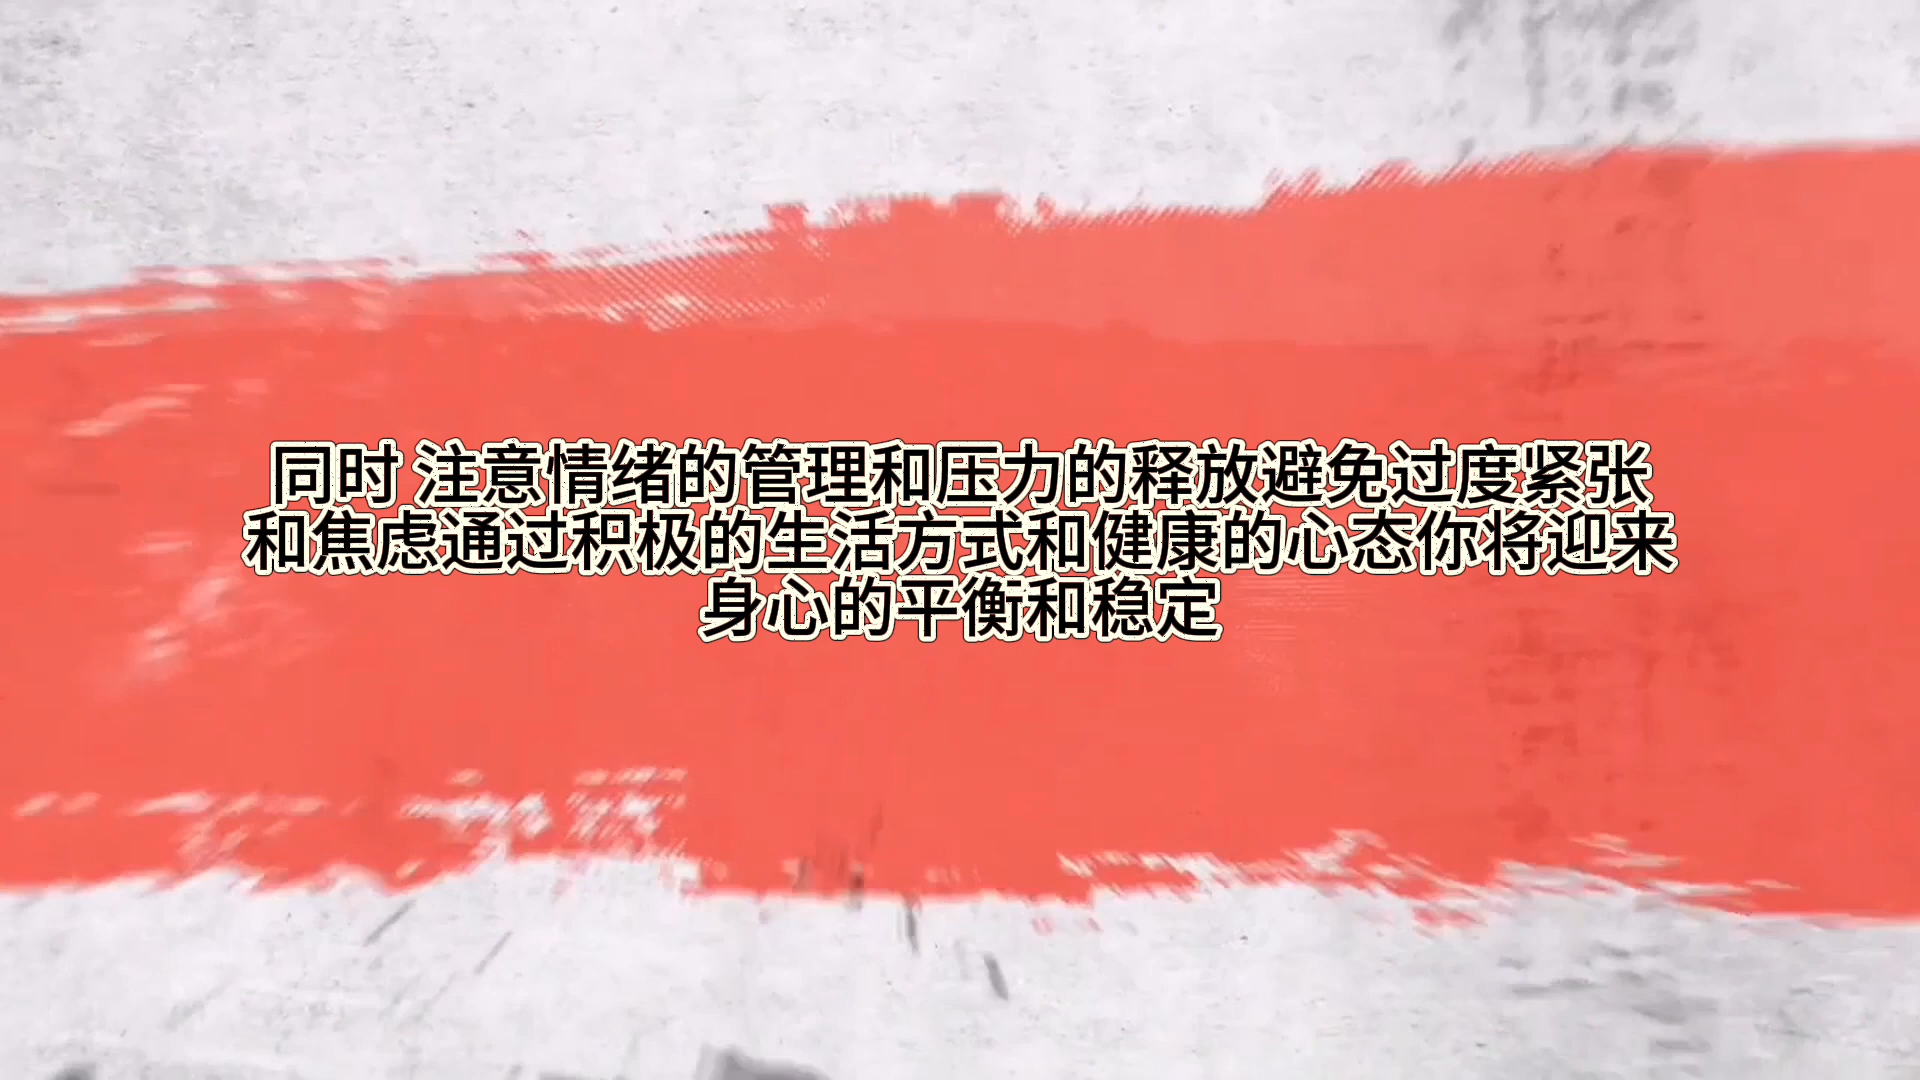 同时 注意情绪的管理和压力的释放避免过度紧张
和焦虑通过积极的生活方式和健康的心态你将迎来
身心的平衡和稳定